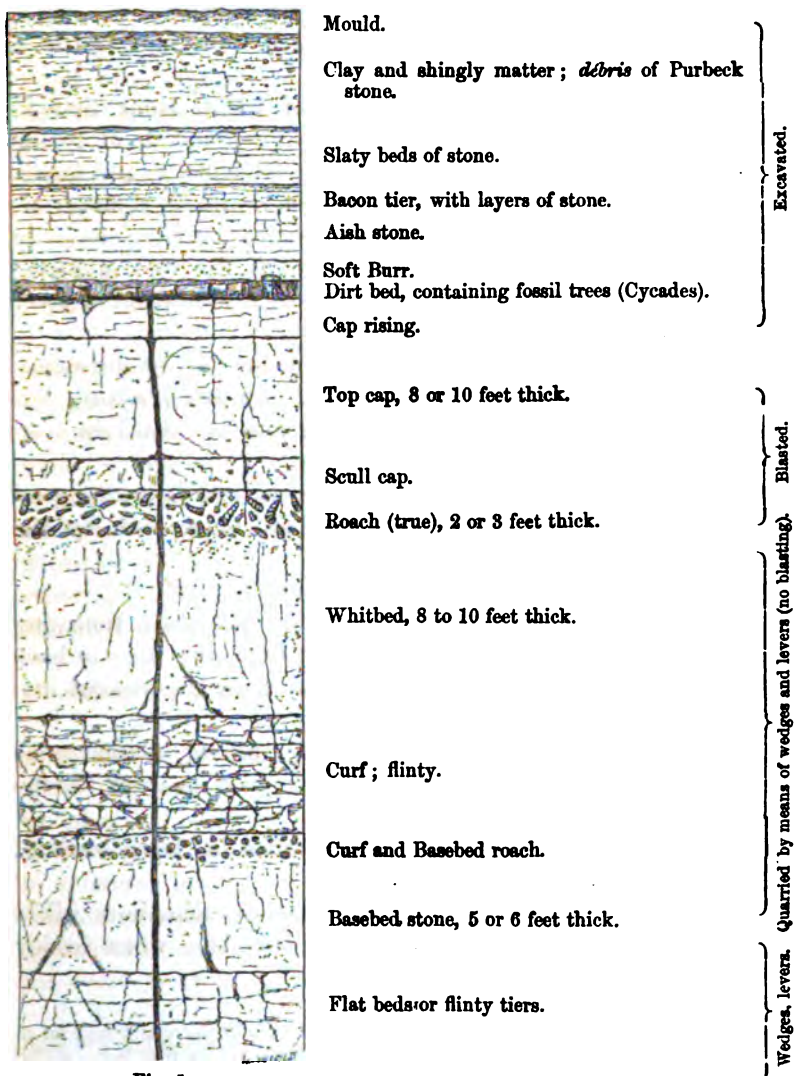 Mould.
Clay and shingly matter; débris of Purbeck
stone.
Slaty beds of stone.
Bacon tier, with layers of stone.
Aish stone.
Soft Burr.
Dirt bed, containing fossil trees (Cycades).
Cap rising.
Excavated.
Top cap, 8 or 10 feet thick.
Scull cap.
Roach (true), 2 or 3 feet thick.
Blasted.
Whitbed, 8 to 10 feet thick.
Curf; flinty.
Curf and Basebed roach.
Basebed stone, 5 or 6 feet thick.
Quarried by means of wedges and levers (no blasting).
Flat beds or flinty tiers.
Wedges, levers.